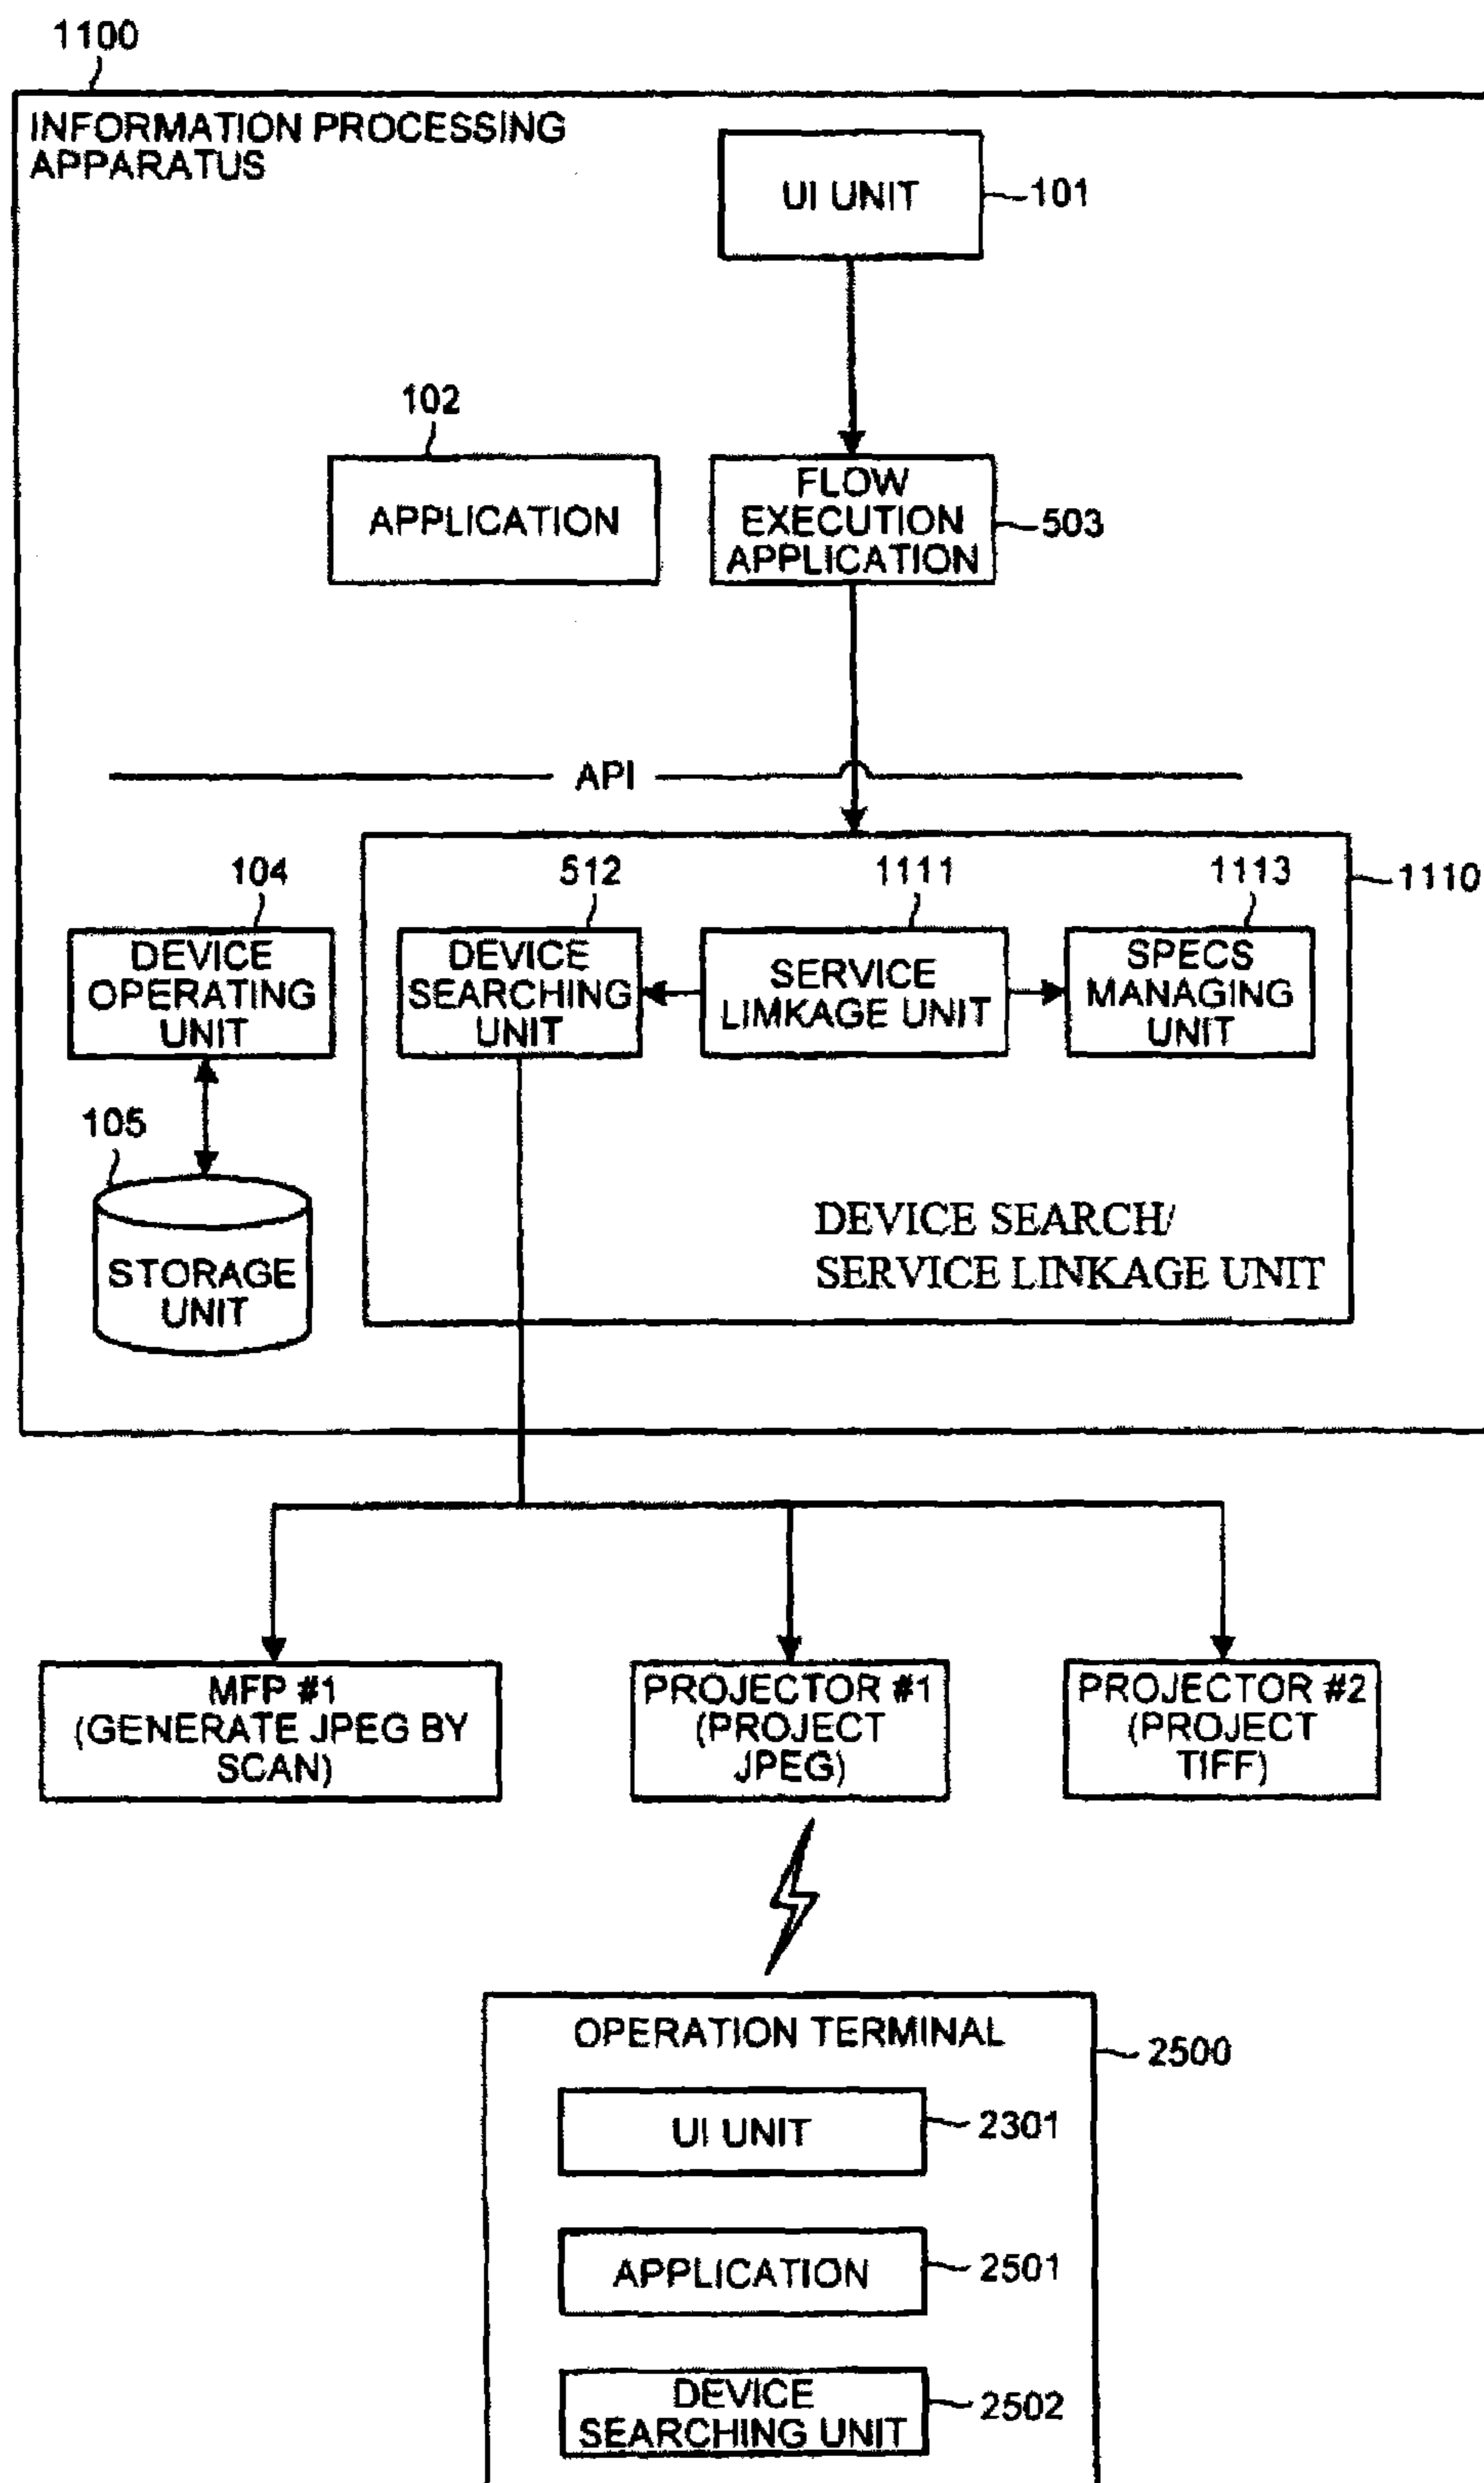 1100
INFORMATION PROCESSING
APPARATUS
UI UNIT
101
102
APPLICATION
FLOW
EXECUTION
APPLICATION
503
API
104
512
1111
1113
1110
DEVICE
OPERATING
UNIT
DEVICE
SEARCHING
UNIT
SERVICE
LIMKAGE UNIT
SPECS
MANAGING
UNIT
105
STORAGE
UNIT
DEVICE SEARCH/
SERVICE LINKAGE UNIT
MFP #1
(GENERATE JPEG BY
SCAN)
PROJECTOR #1
(PROJECT
JPEG)
PROJECTOR #2
(PROJECT
TIFF)
OPERATION TERMINAL
2500
UI UNIT
2301
APPLICATION
2501
DEVICE
SEARCHING UNIT
2502